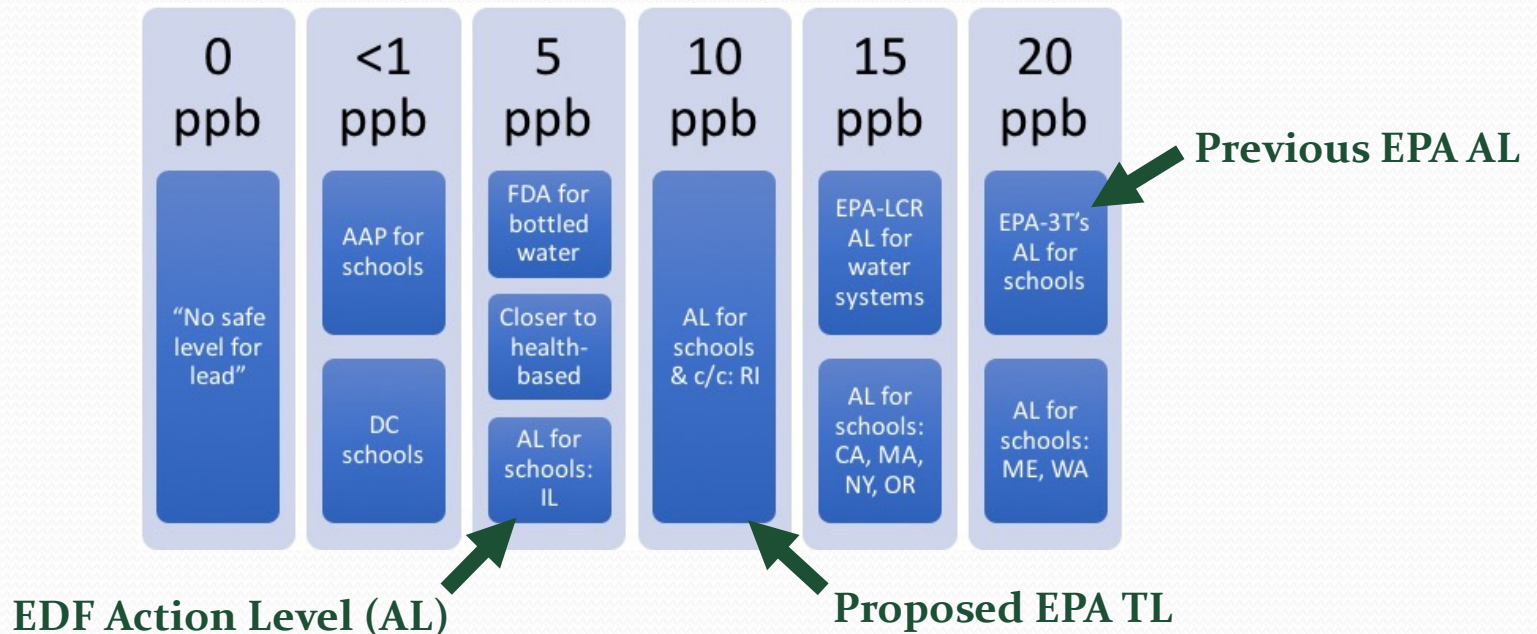 0
ppb
"No safe
level for
lead"
<1
ppb
AAP for
schools
DC
schools
5
ppb
FDA for
bottled
water
Closer to
health-
based
AL for
schools:
IL
10
ppb
AL for
schools
& c/c: RI
15
ppb
EPA-LCR
AL for
water
systems
AL for
schools:
CA, MA,
NY, OR
20
ppb
EPA-3T's
AL for
schools
AL for
schools:
ME, WA
Previous EPA AL
EDF Action Level (AL)
Proposed EPA TL